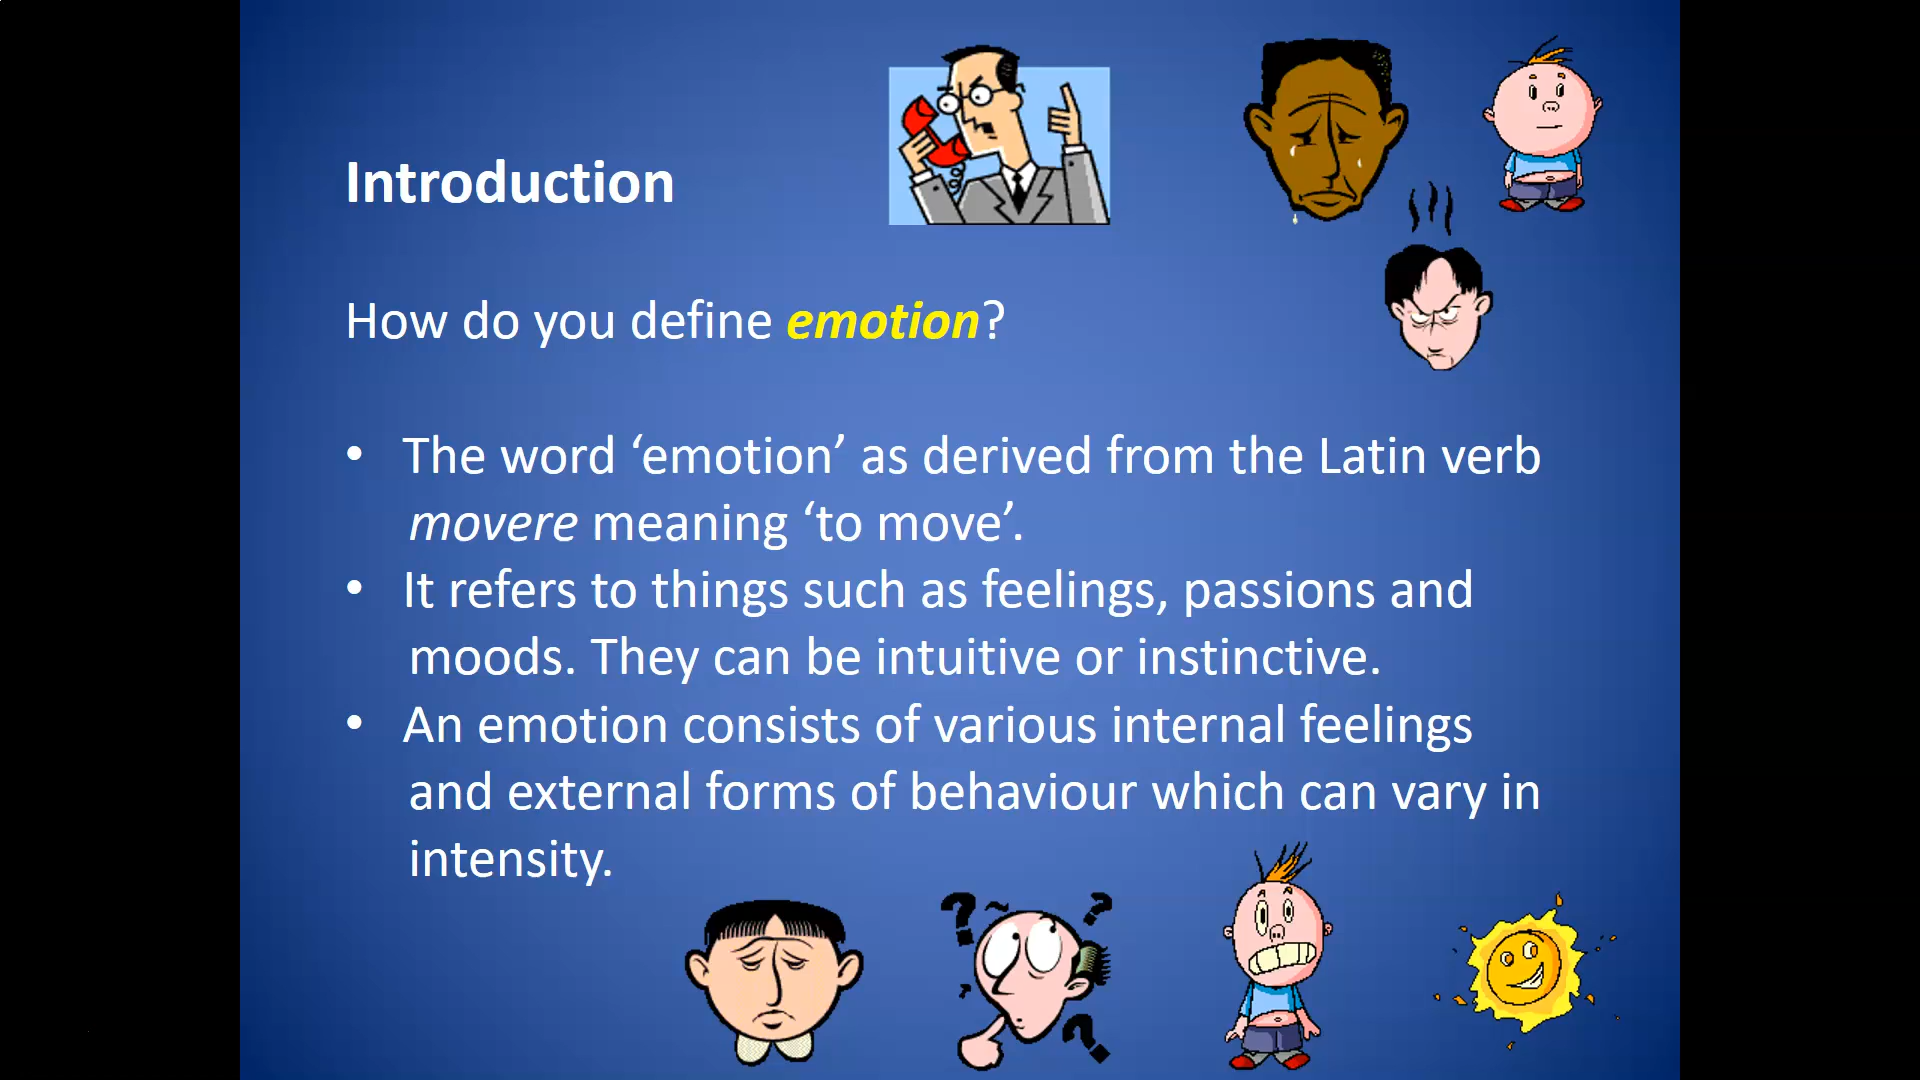 Introduction
How do you define emotion?
• The word ‘emotion’ as derived from the Latin verb
movere meaning ‘to move’.
• It refers to things such as feelings, passions and
moods. They can be intuitive or instinctive.
• An emotion consists of various internal feelings
and external forms of behaviour which can vary in
intensity.
? ?
?
?